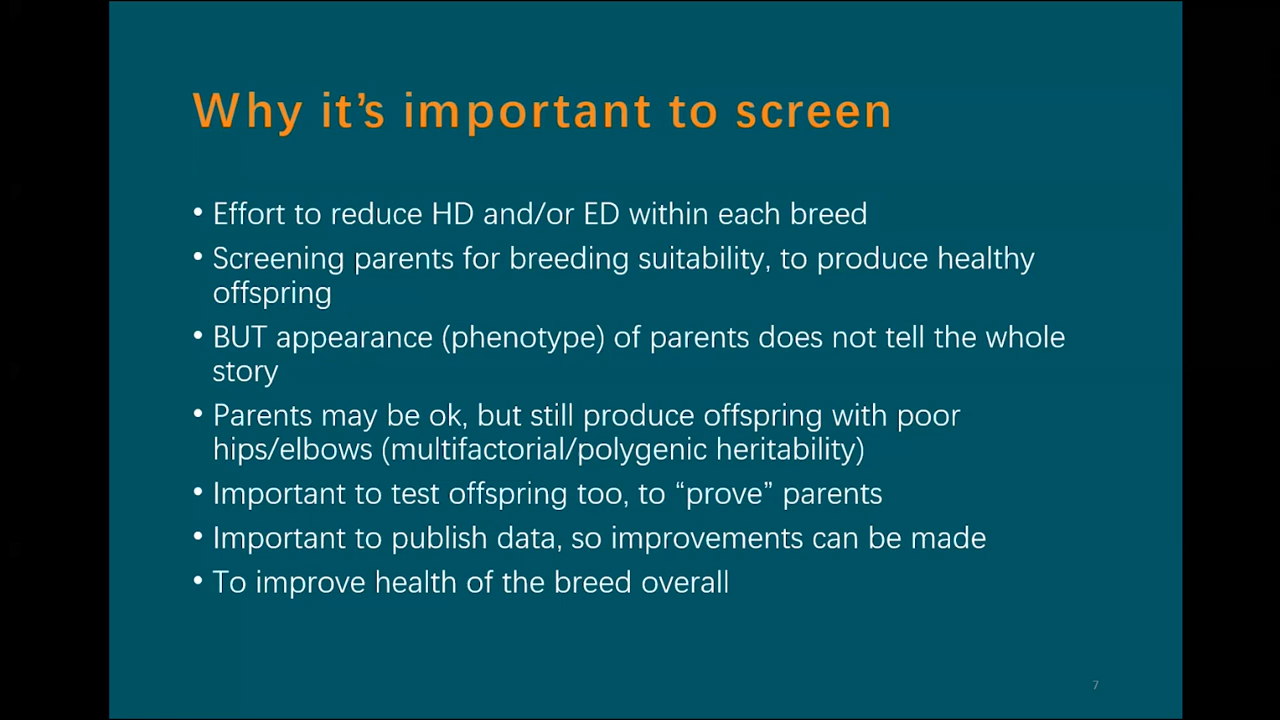 Why it’s important to screen
• Effort to reduce HD and/or ED within each breed
• Screening parents for breeding suitability, to produce healthy
offspring
• BUT appearance (phenotype) of parents does not tell the whole
story
• Parents may be ok, but still produce offspring with poor
hips/elbows (multifactorial/polygenic heritability)
• Important to test offspring too, to “prove” parents
• Important to publish data, so improvements can be made
• To improve health of the breed overall
7